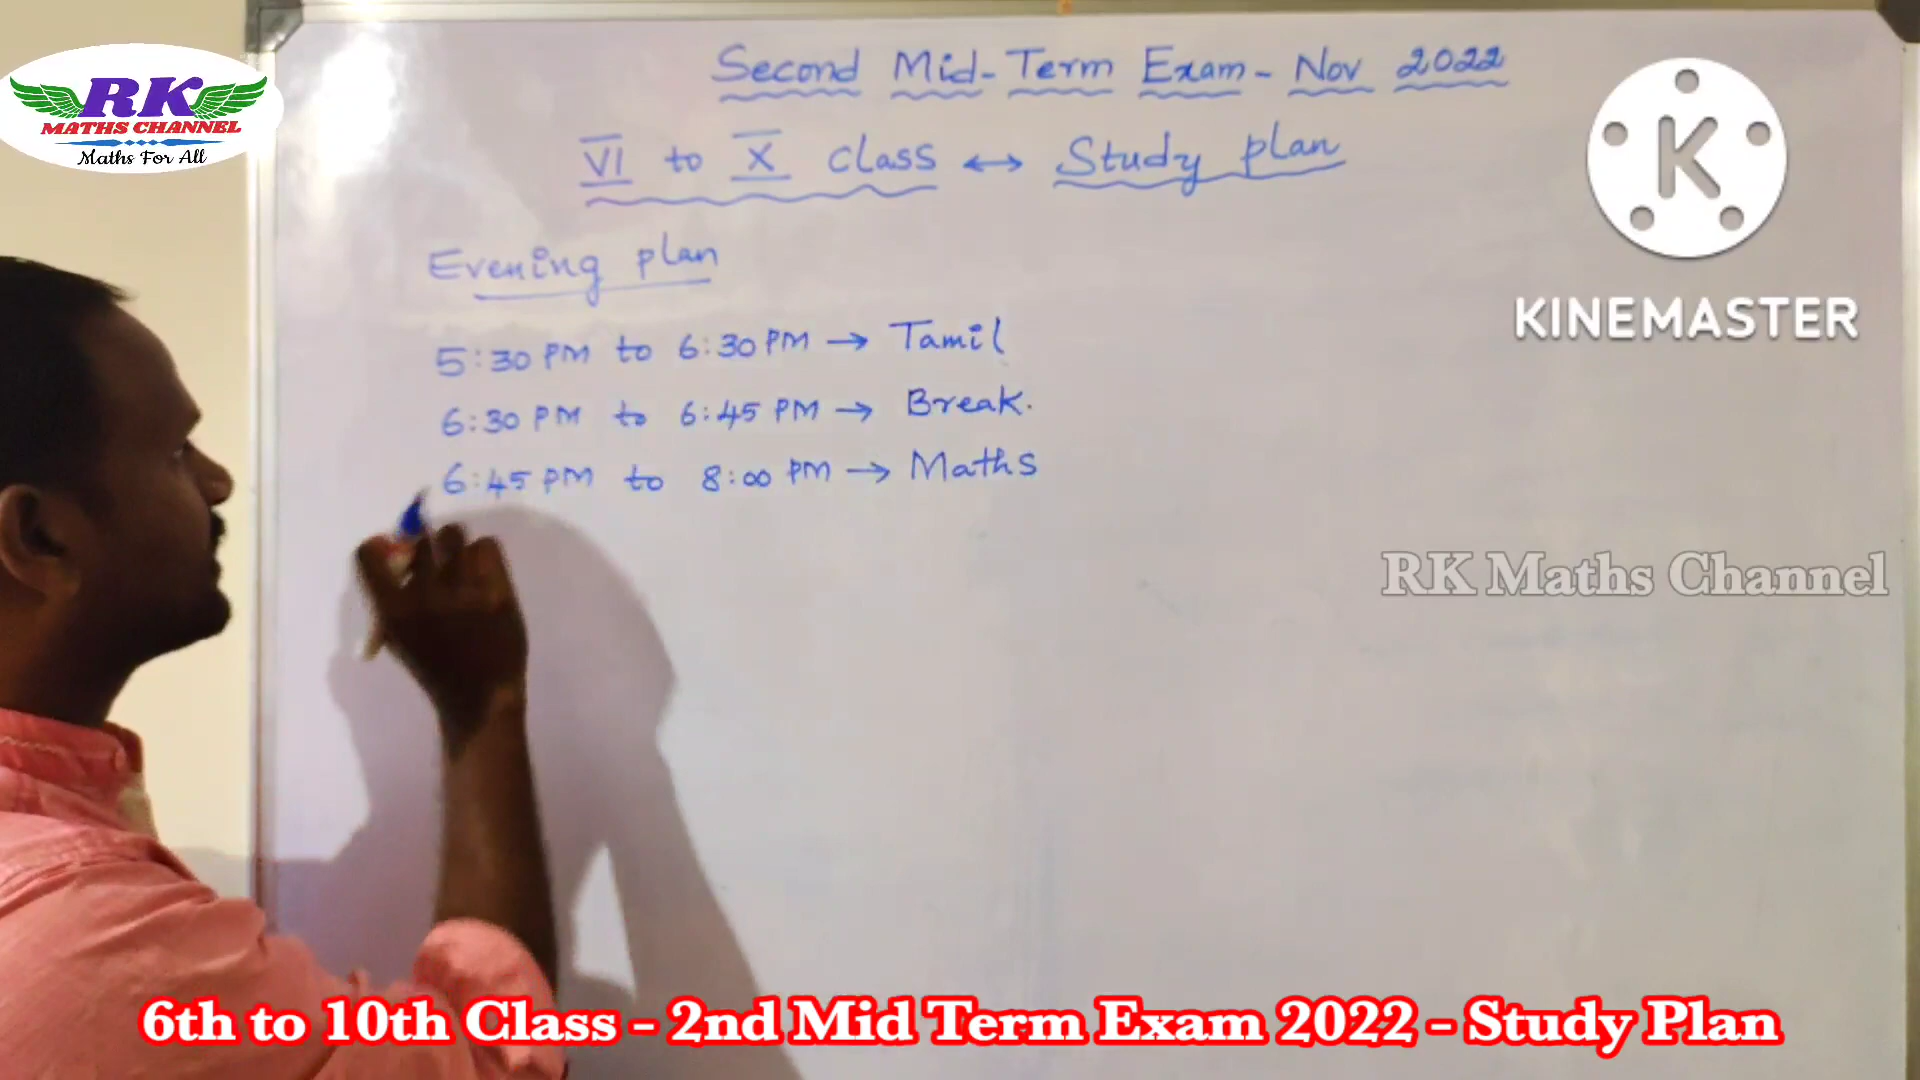 RK
MATHS CHANNEL
Maths For All
Second Mid-Term Exam - Nov 2022
VI to X class ↔ Study plan
K
KINEMASTER
Evening plan
5:30 PM to 6:30 PM → Tamil
6:30 PM to 6:45 PM → Break.
6:45 PM to 8:00 PM → Maths
RK Maths Channel
6th to 10th Class - 2nd Mid Term Exam 2022 - Study Plan